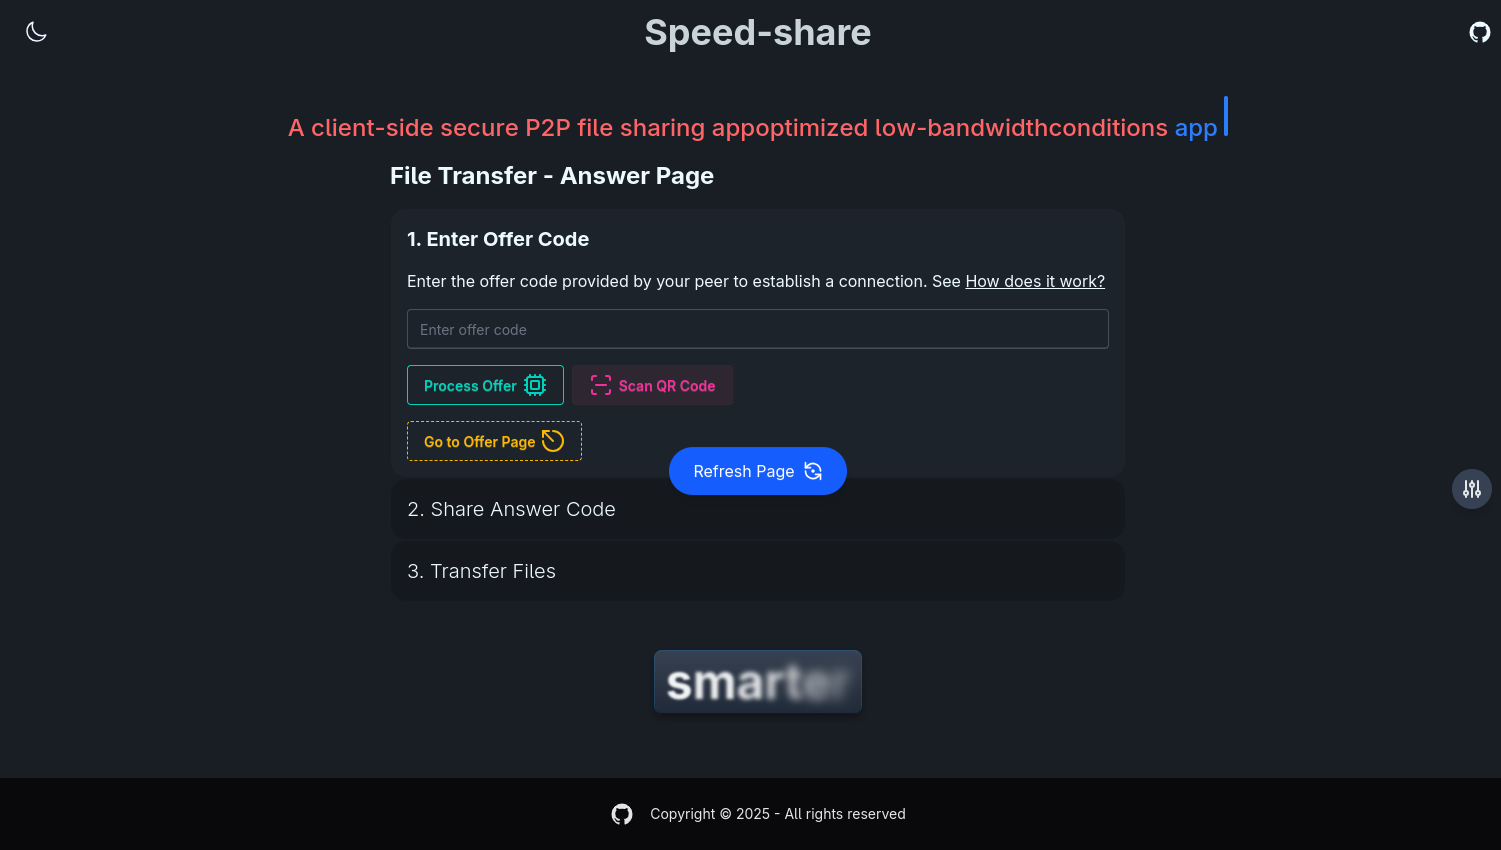 Speed-share
A client-side secure P2P file sharing appoptimized low-bandwidthconditions app
File Transfer - Answer Page
1. Enter Offer Code
Enter the offer code provided by your peer to establish a connection. See How does it work?
Enter offer code
Process Offer Scan QR Code
Go to Offer Page
Refresh Page
2. Share Answer Code
3. Transfer Files
smarter
Copyright © 2025 - All rights reserved